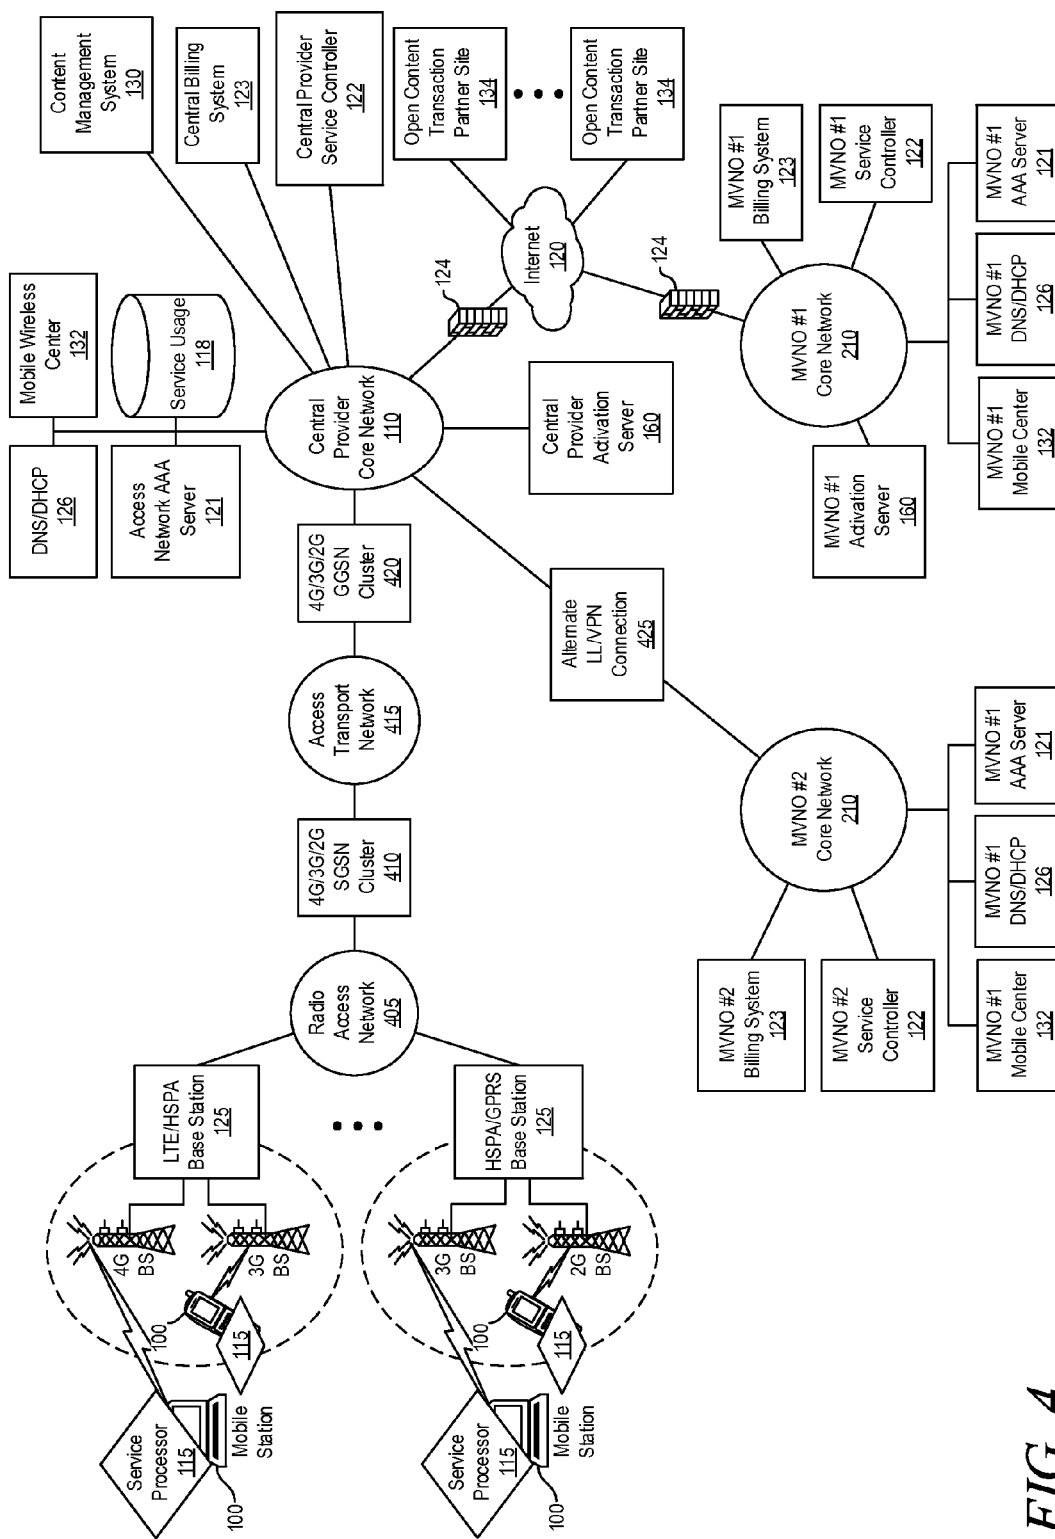 Service
Processor
115
100
Mobile
Station
100
115
4G
BS
3G
BS
LTE/HSPA
Base Station
125
Service
Processor
115
100
Mobile
Station
100
115
3G
BS
2G
BS
HSPA/GPRS
Base Station
125
Radio
Access
Network
405
4G/3G/2G
SGSN
Cluster
410
Access
Transport
Network
415
4G/3G/2G
GGSN
Cluster
420
DNS/DHCP
126
Mobile Wireless
Center
132
Access
Network AAA
Server
121
Service Usage
118
Central
Provider
Core Network
110
Content
Management
System
130
Central Billing
System
123
Central Provider
Service Controller
122
Open Content
Transaction
Partner Site
134
Open Content
Transaction
Partner Site
134
124
Internet
120
124
Central
Provider
Activation
Server
160
Alternate
LL/VPN
Connection
425
MVNO #2
Billing System
123
MVNO #2
Service
Controller
122
MVNO #2
Core Network
210
MVNO #1
Mobile Center
132
MVNO #1
DNS/DHCP
126
MVNO #1
AAA Server
121
MVNO #1
Activation
Server
160
MVNO #1
Core Network
210
MVNO #1
Billing System
123
MVNO #1
Service
Controller
122
MVNO #1
Mobile Center
132
MVNO #1
DNS/DHCP
126
MVNO #1
AAA Server
121
FIG. 4